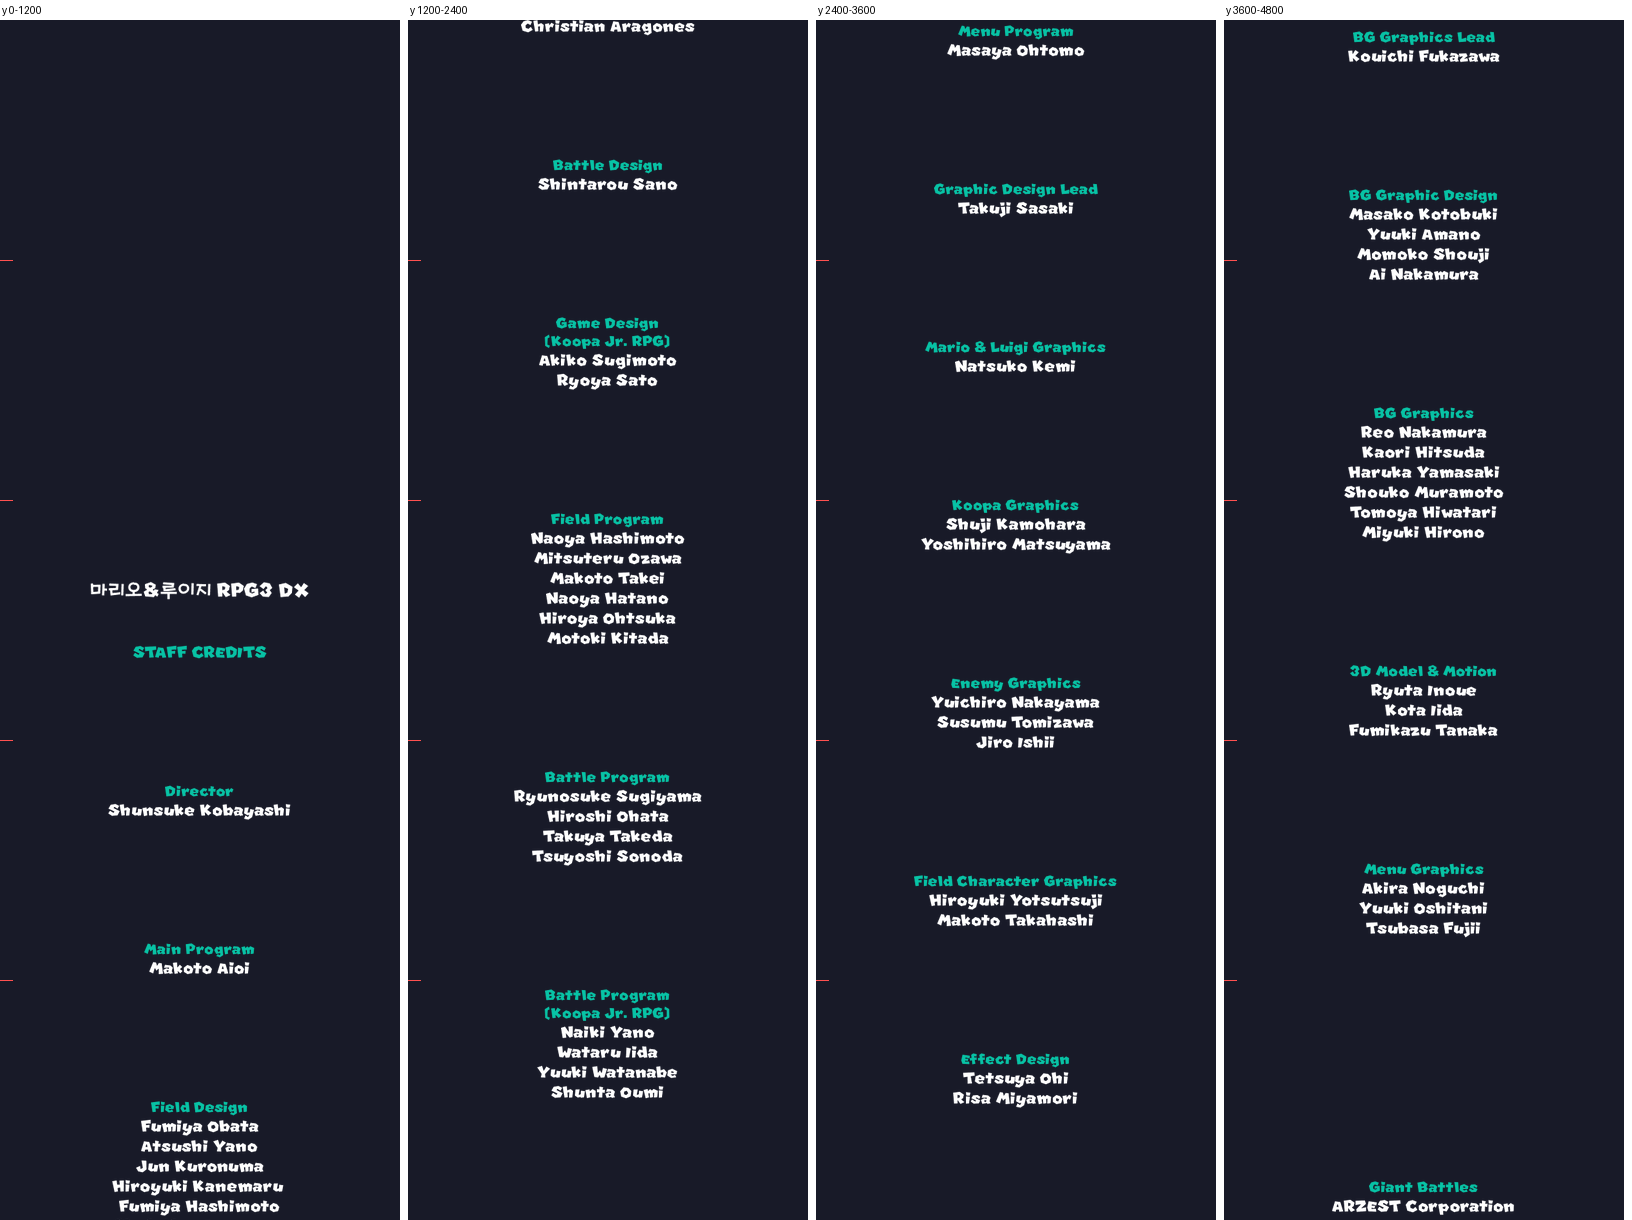 y0-1200
마리오&루이지 RPG3 DX
STAFF CREDITS
Director
Shunsuke Kobayashi
Main Program
Makoto Aioi
Field Design
Fumiya Obata
Atsushi Yano
Jun Kuronuma
Hiroyuki Kanemaru
Fumiya Hashimoto
y1200-2400
Christian Aragones
Battle Design
Shintarou Sano
Game Design
(Koopa Jr. RPG)
Akiko Sugimoto
Ryoya Sato
Field Program
Naoya Hashimoto
Mitsuteru Ozawa
Makoto Takei
Naoya Hatano
Hiroya Ohtsuka
Motoki Kitada
Battle Program
Ryunosuke Sugiyama
Hiroshi Ohata
Takuya Takeda
Tsuyoshi Sonoda
Battle Program
(Koopa Jr. RPG)
Naiki Yano
Wataru Iida
Yuuki Watanabe
Shunta Oumi
y2400-3600
Menu Program
Masaya Ohtomo
Graphic Design Lead
Takuji Sasaki
Mario & Luigi Graphics
Natsuko Kemi
Koopa Graphics
Shuji Kamohara
Yoshihiro Matsuyama
Enemy Graphics
Yuichiro Nakayama
Susumu Tomizawa
Jiro Ishii
Field Character Graphics
Hiroyuki Yotsutsuji
Makoto Takahashi
Effect Design
Tetsuya Ohi
Risa Miyamori
y3600-4800
BG Graphics Lead
Kouichi Fukazawa
BG Graphic Design
Masako Kotobuki
Yuuki Amano
Momoko Shouji
Ai Nakamura
BG Graphics
Reo Nakamura
Kaori Hitsuda
Haruka Yamasaki
Shouko Muramoto
Tomoya Hiwatari
Miyuki Hirono
3D Model & Motion
Ryuta Inoue
Kota Iida
Fumikazu Tanaka
Menu Graphics
Akira Noguchi
Yuuki Oshitani
Tsubasa Fujii
Giant Battles
ARZEST Corporation